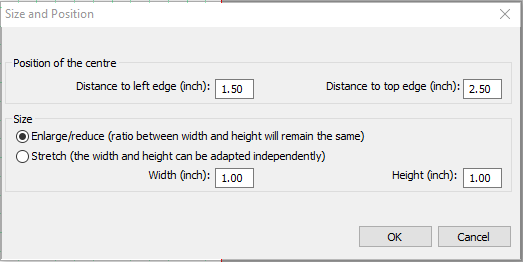 Size and Position
Position of the centre
Distance to left edge (inch): 1.50 Distance to top edge (inch): 2.50
Size
Enlarge/reduce (ratio between width and height will remain the same)
Stretch (the width and height can be adapted independently)
Width (inch): 1.00 Height (inch): 1.00
OK Cancel